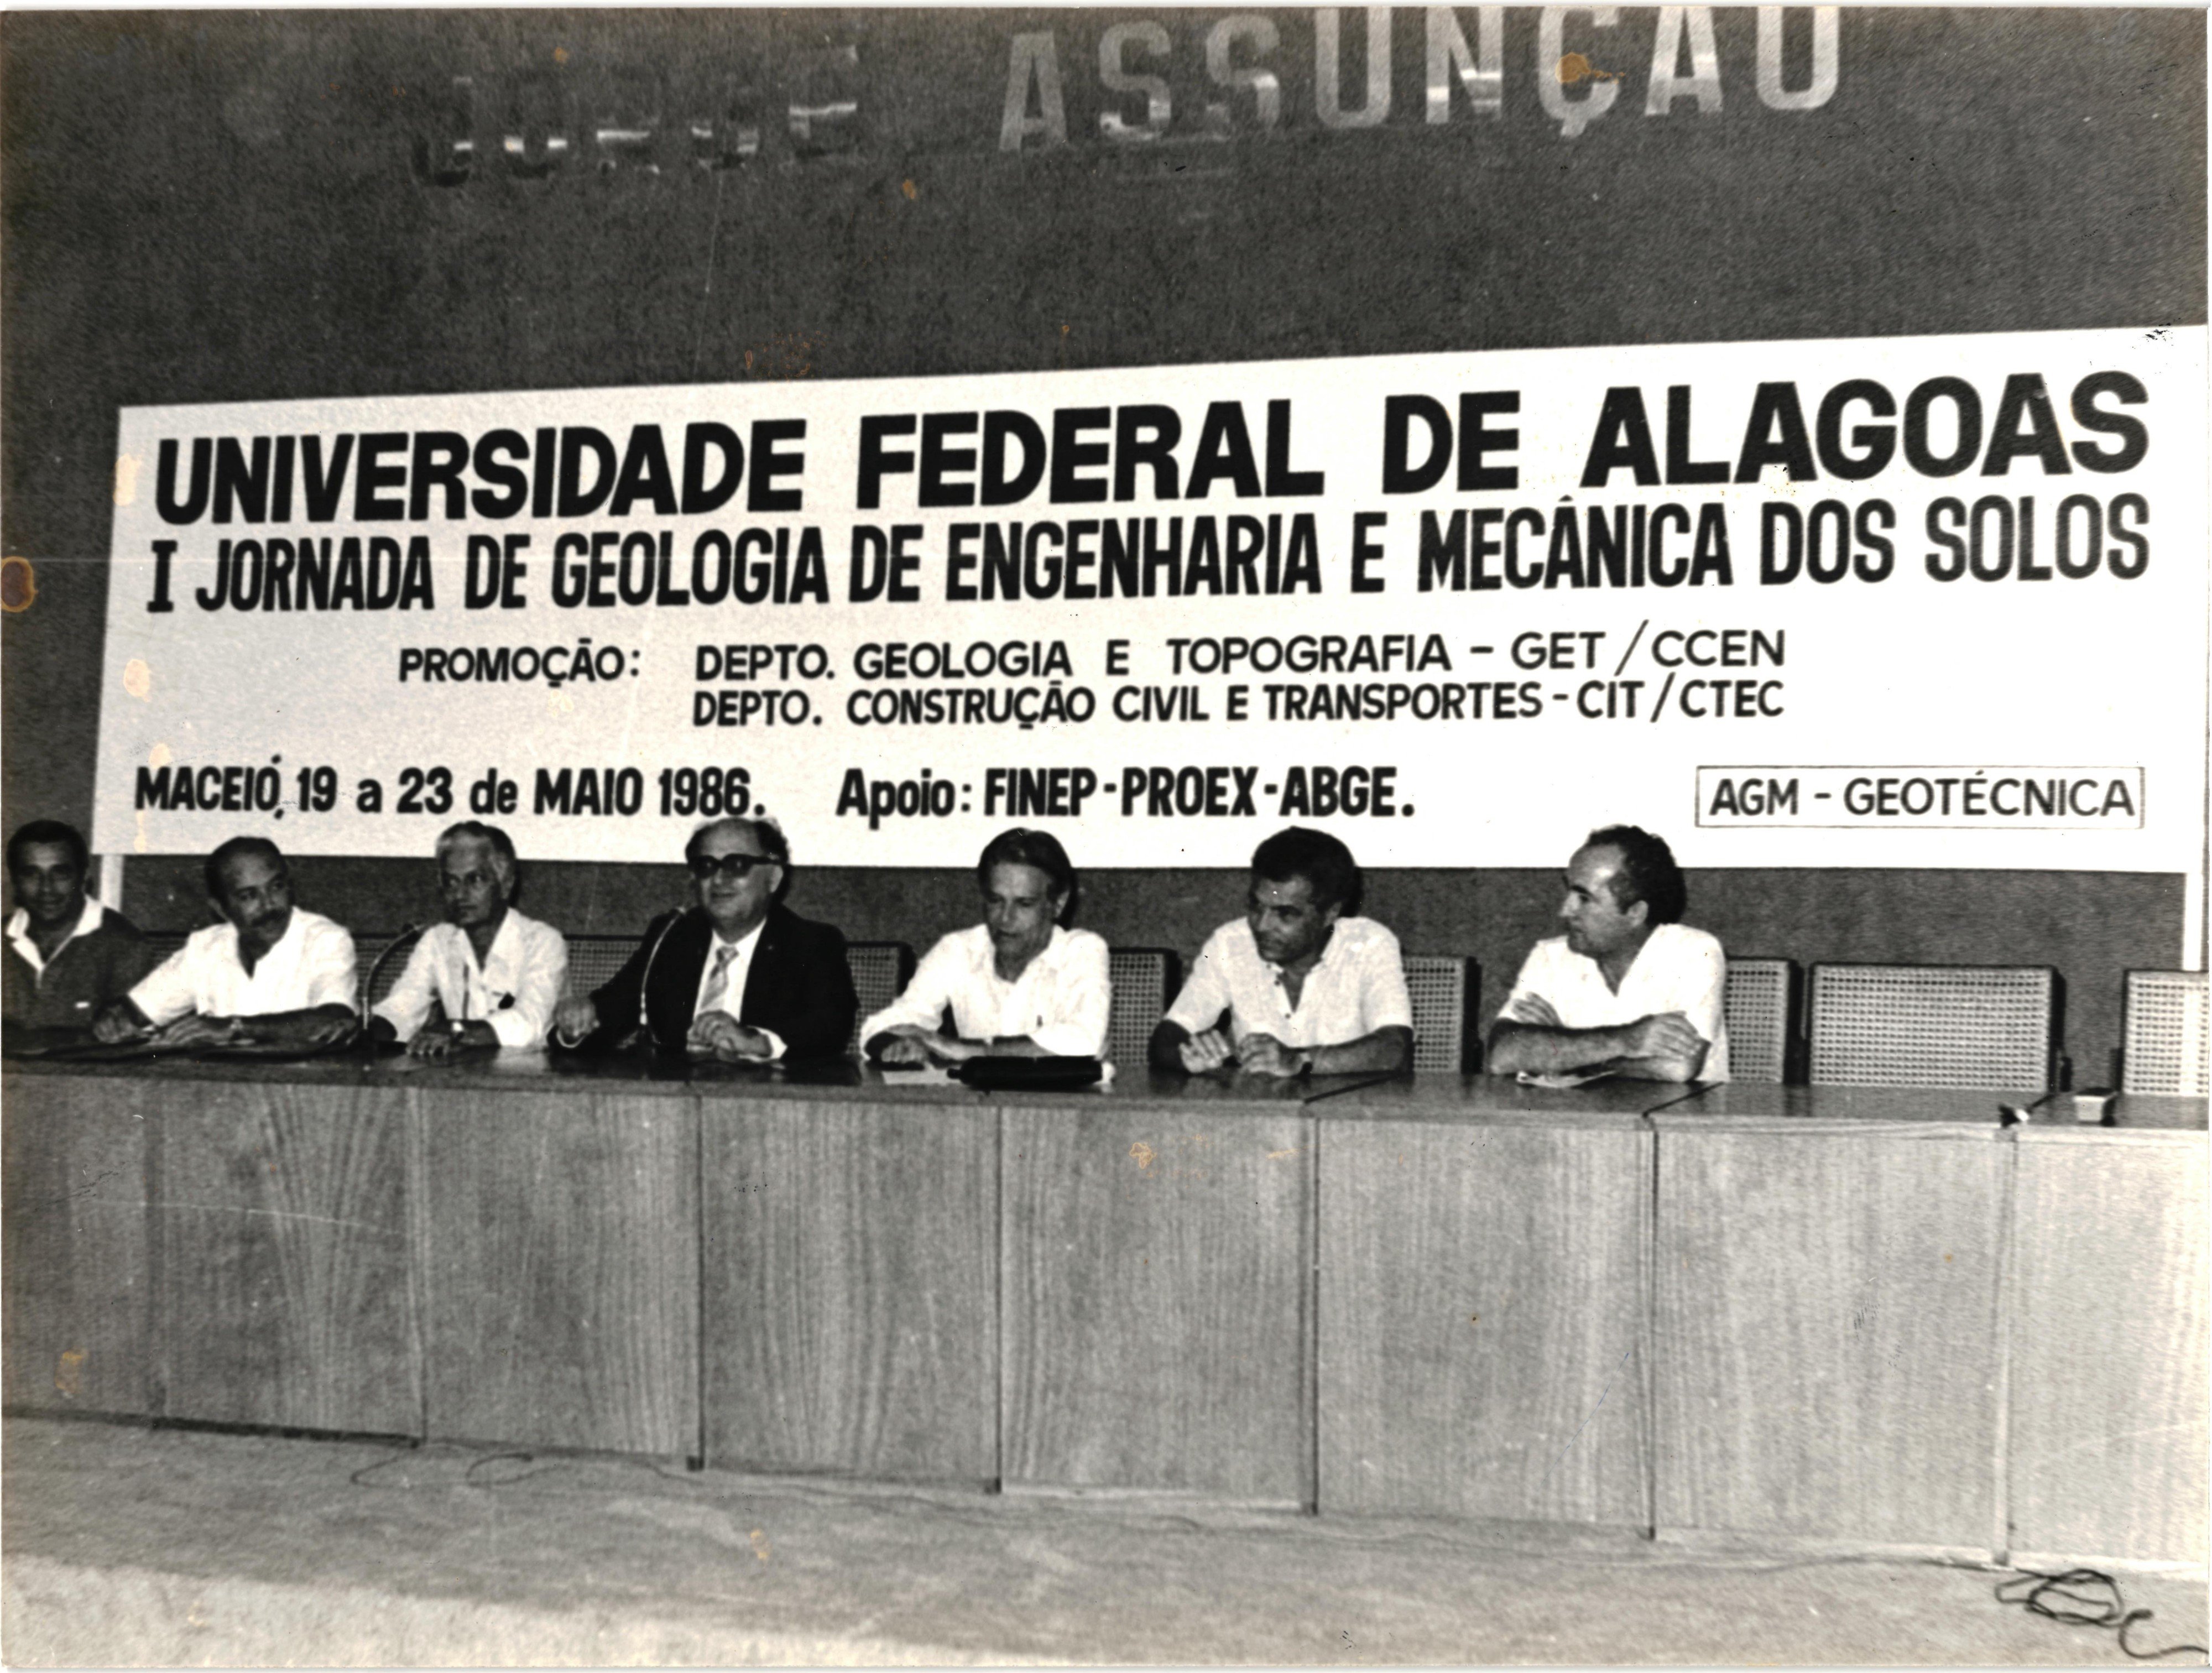 JORGE ASSUNÇÃO
UNIVERSIDADE FEDERAL DE ALAGOAS
I JORNADA DE GEOLOGIA DE ENGENHARIA E MECÂNICA DOS SOLOS
PROMOÇÃO: DEPTO. GEOLOGIA E TOPOGRAFIA - GET / CCEN
DEPTO. CONSTRUÇÃO CIVIL E TRANSPORTES - CIT / CTEC
MACEIÓ, 19 a 23 de MAIO 1986. Apoio: FINEP-PROEX-ABGE.
AGM - GEOTÉCNICA